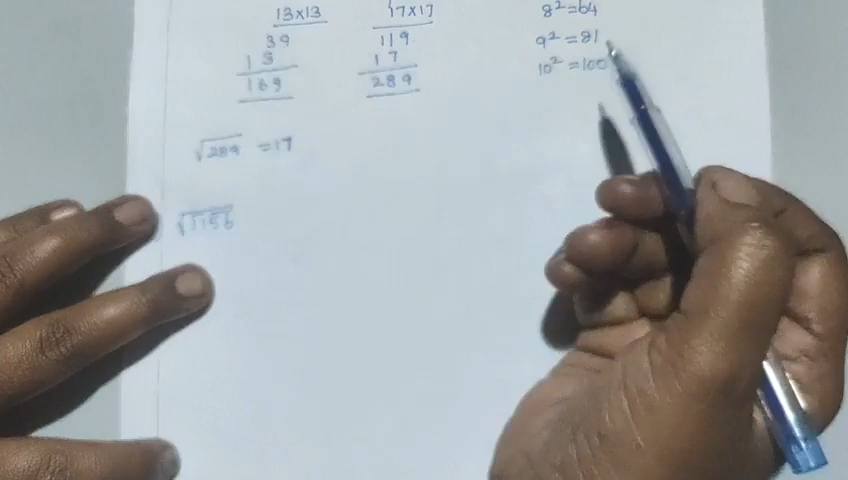 13x13
39
13
169
17x17
119
17
289
8² = 64
9² = 81
10² = 100
√289 = 17
√1156